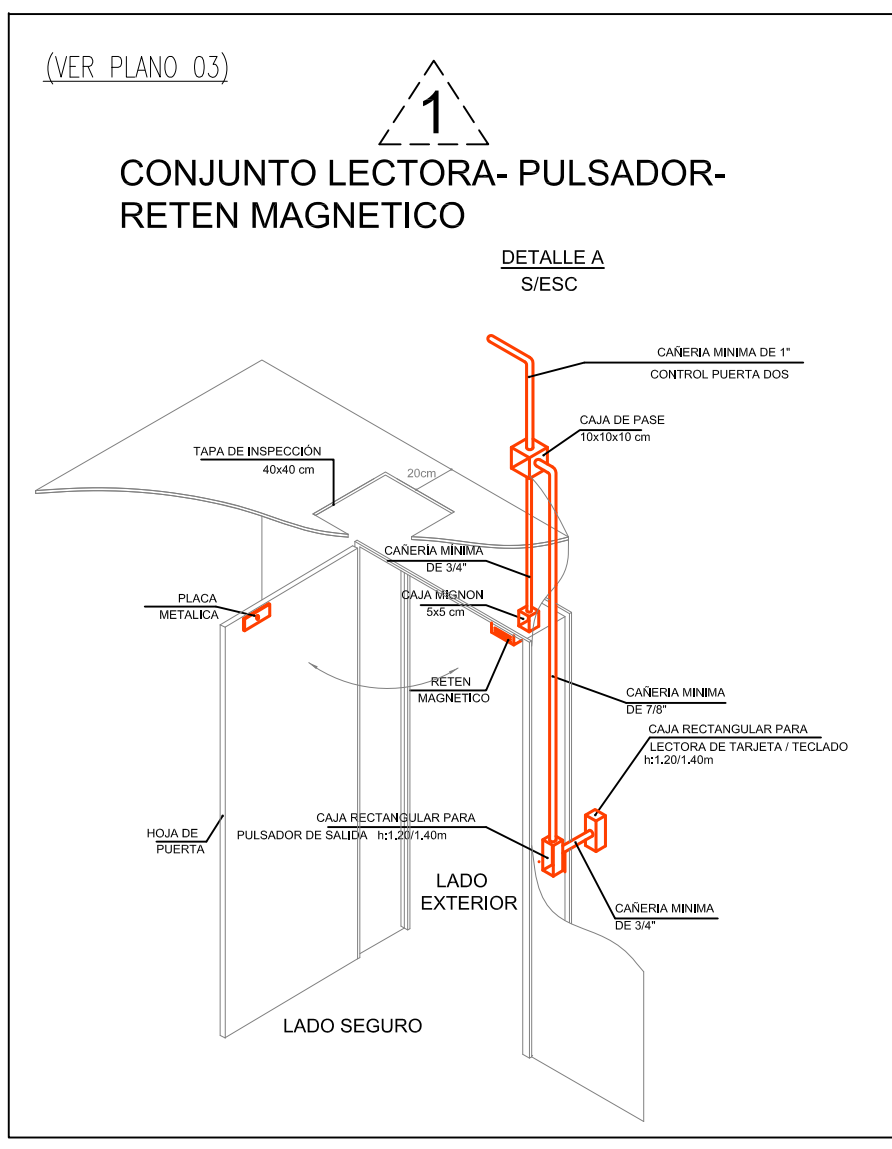 (VER PLANO 03)
1
CONJUNTO LECTORA- PULSADOR-
RETEN MAGNETICO
DETALLE A
S/ESC
CAÑERIA MINIMA DE 1"
CONTROL PUERTA DOS
CAJA DE PASE
10x10x10 cm
TAPA DE INSPECCIÓN
40x40 cm
20cm
CAÑERÍA MÍNIMA
DE 3/4"
CAJA MIGNON
5x5 cm
PLACA
METALICA
RETEN
MAGNETICO
CAÑERIA MINIMA
DE 7/8"
CAJA RECTANGULAR PARA
LECTORA DE TARJETA / TECLADO
h:1.20/1.40m
CAJA RECTANGULAR PARA
PULSADOR DE SALIDA h:1.20/1.40m
HOJA DE
PUERTA
LADO
EXTERIOR
CAÑERIA MINIMA
DE 3/4"
LADO SEGURO